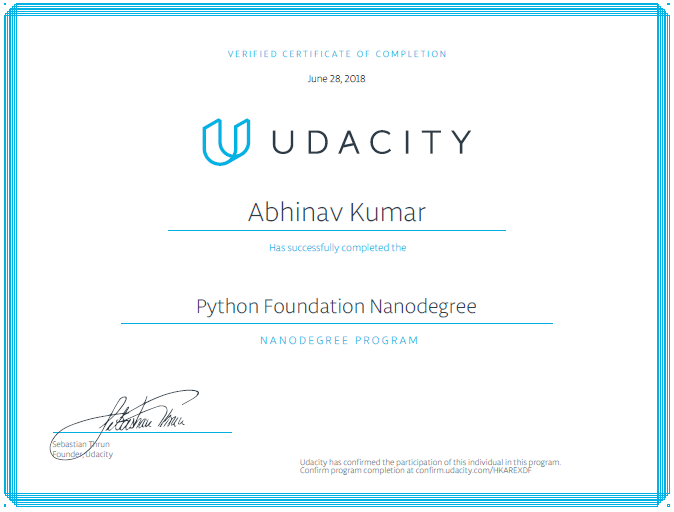 VERIFIED CERTIFICATE OF COMPLETION
June 28, 2018
UDACITY
Abhinav Kumar
Has successfully completed the
Python Foundation Nanodegree
NANODEGREE PROGRAM
Sebastian Thrun
Sebastian Thrun
Founder, Udacity
Udacity has confirmed the participation of this individual in this program.
Confirm program completion at confirm.udacity.com/HKAREXDF